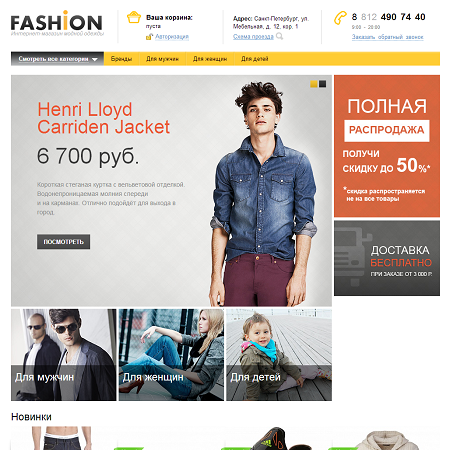 FASHION
Интернет магазин модной одежды
Ваша корзина:
пуста
Авторизация
Адрес: Санкт-Петербург, ул.
Мебельная, д. 12, кор. 1
Схема проезда
8 812 490 74 40
9:00 – 20:00
Заказать обратный звонок
Смотреть все категории
Бренды
Для мужчин
Для женщин
Для детей
Henri Lloyd
Carriden Jacket
6 700 руб.
Короткая стеганая куртка с вельветовой отделкой.
Водонепроницаемая молния спереди
и на карманах. Отлично подойдёт для выхода в
город.
ПОСМОТРЕТЬ
ПОЛНАЯ
РАСПРОДАЖА
ПОЛУЧИ
СКИДКУ ДО 50%*
*скидка распространяется
не на все товары
ДОСТАВКА
БЕСПЛАТНО
ПРИ ЗАКАЗЕ ОТ 3 000 Р.
Для мужчин
Для женщин
Для детей
Новинки